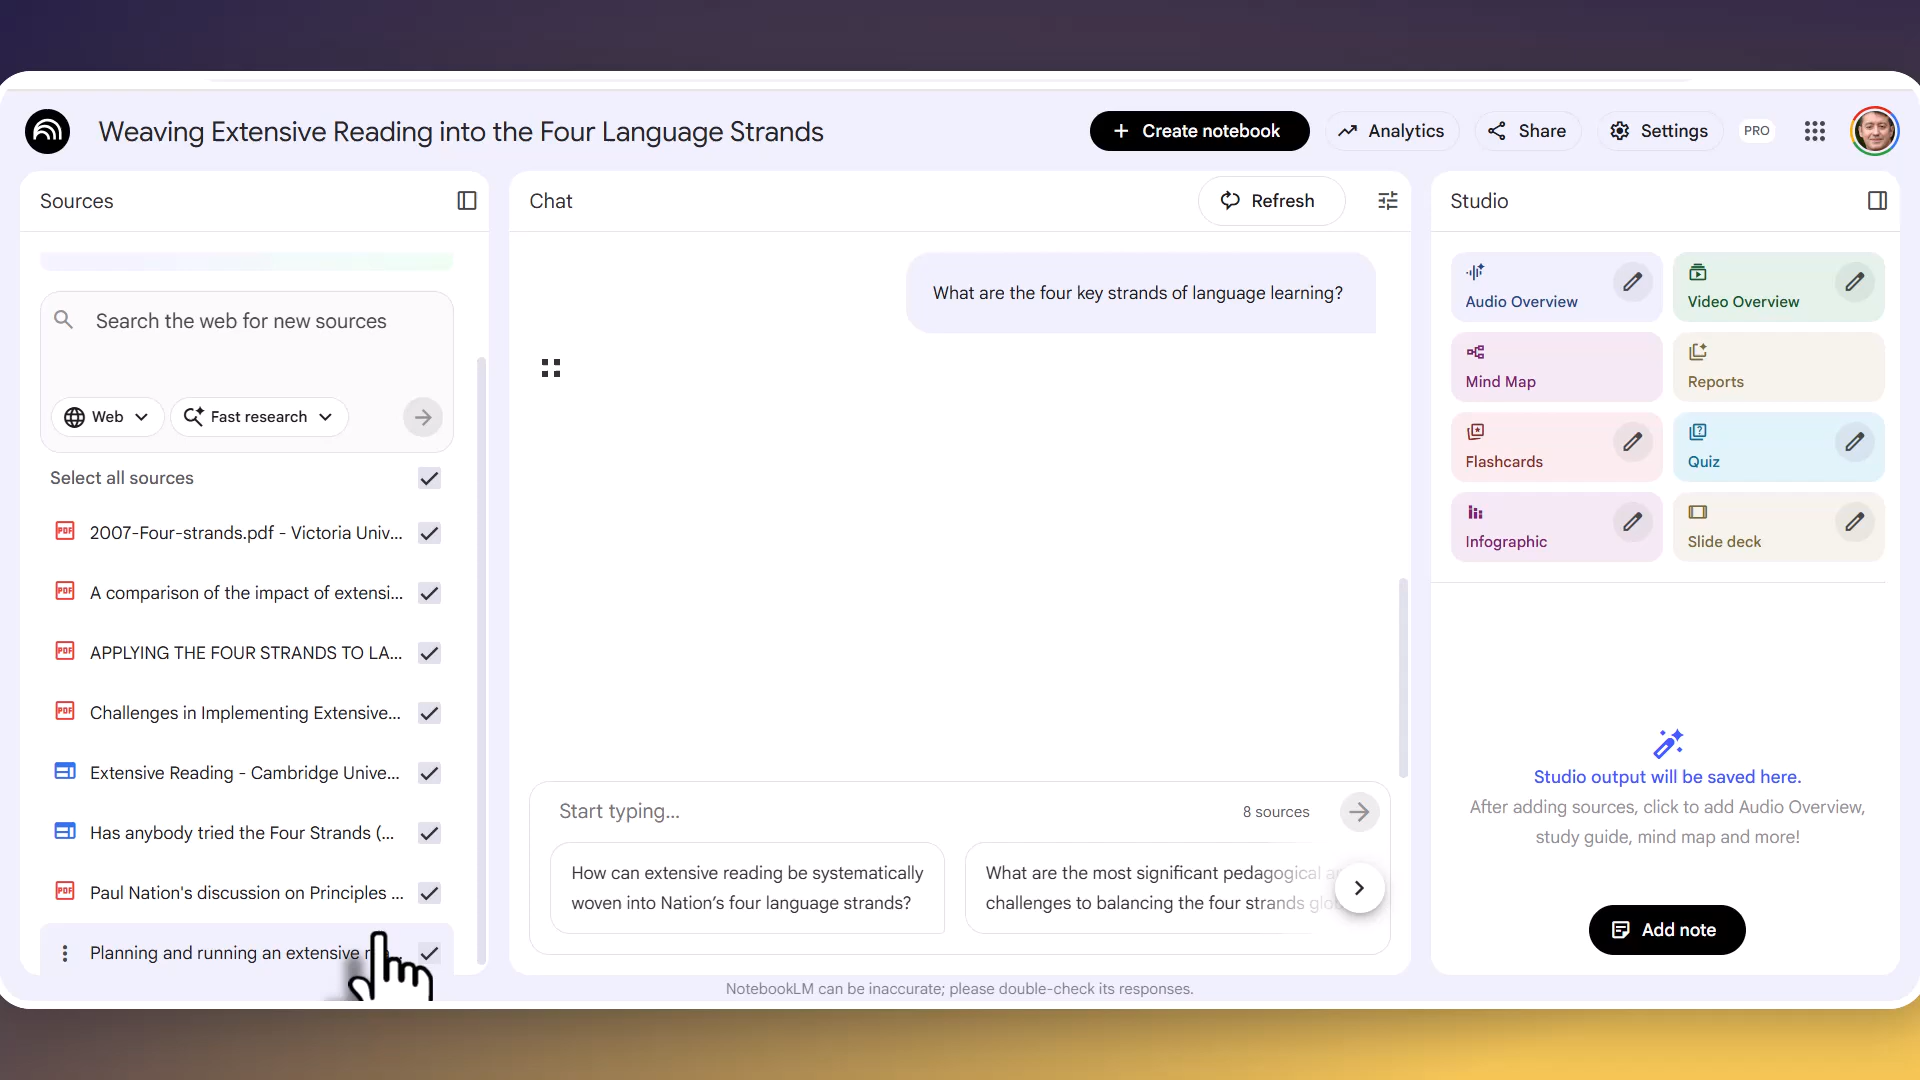 Weaving Extensive Reading into the Four Language Strands
Create notebook
Analytics
Share
Settings
PRO
Sources
Search the web for new sources
Web
Fast research
Select all sources
2007-Four-strands.pdf - Victoria Univ...
A comparison of the impact of extensi...
APPLYING THE FOUR STRANDS TO LA...
Challenges in Implementing Extensive...
Extensive Reading - Cambridge Unive...
Has anybody tried the Four Strands (...
Paul Nation's discussion on Principles ...
Planning and running an extensive
Chat
Refresh
What are the four key strands of language learning?
Start typing...
8 sources
How can extensive reading be systematically
woven into Nation's four language strands?
What are the most significant pedagogical
challenges to balancing the four strands
NotebookLM can be inaccurate; please double-check its responses.
Studio
Audio Overview
Video Overview
Mind Map
Reports
Flashcards
Quiz
Infographic
Slide deck
Studio output will be saved here.
After adding sources, click to add Audio Overview,
study guide, mind map and more!
Add note